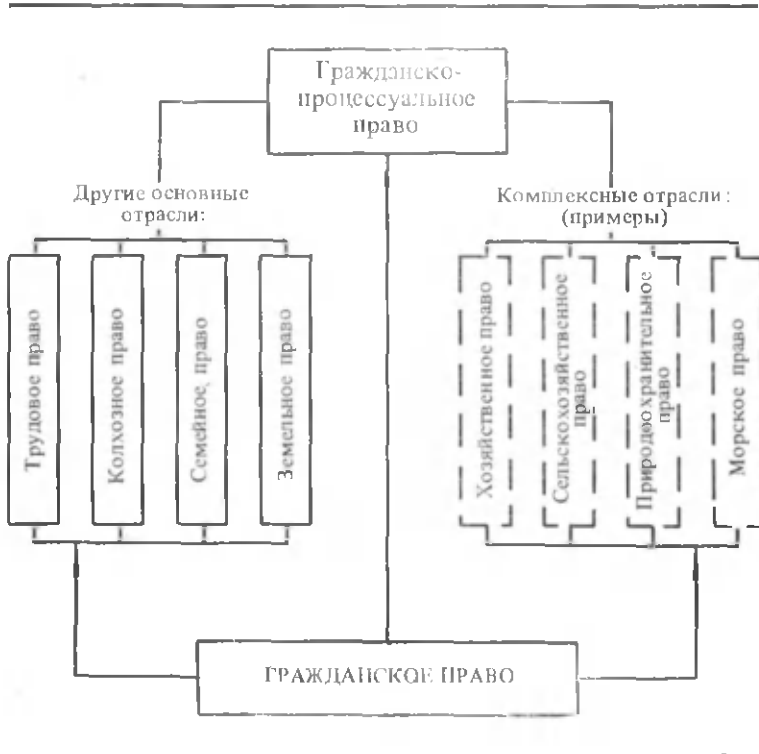 Гражданско-
процессуальное
право
Другие основные
отрасли:
Комплексные отрасли:
(примеры)
Трудовое право
Колхозное право
Семейное право
Земельное право
Хозяйственное право
Сельскохозяйственное
право
Природоохранительное
право
Морское право
ГРАЖДАНСКОЕ ПРАВО